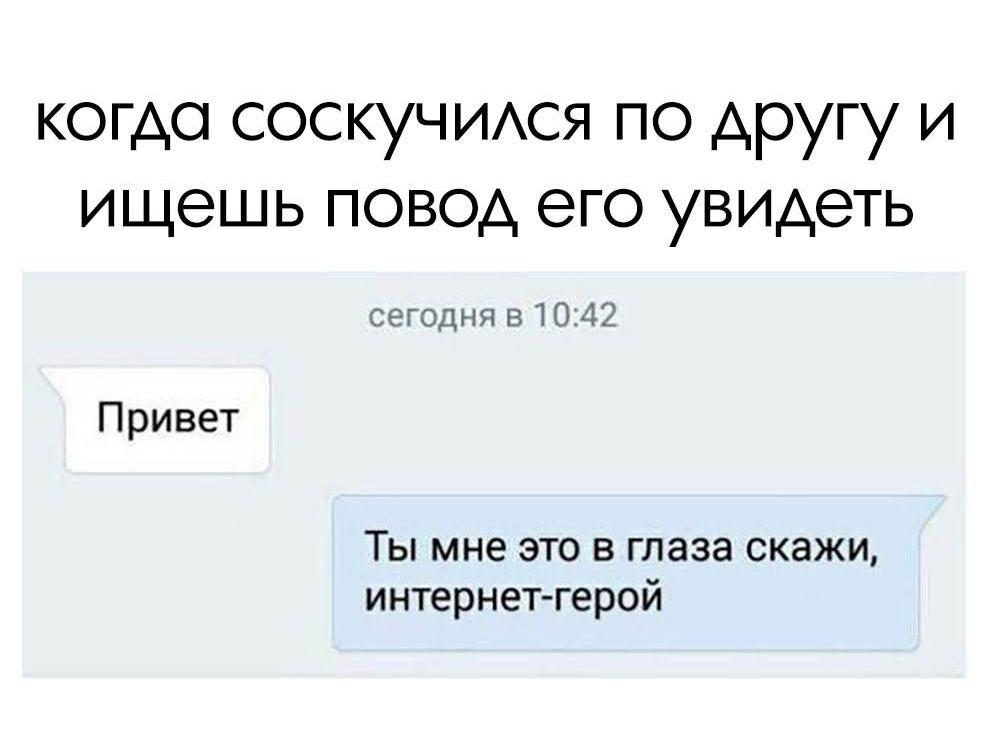 когда соскучился по другу и
ищешь повод его увидеть
сегодня в 10:42
Привет
Ты мне это в глаза скажи,
интернет-герой